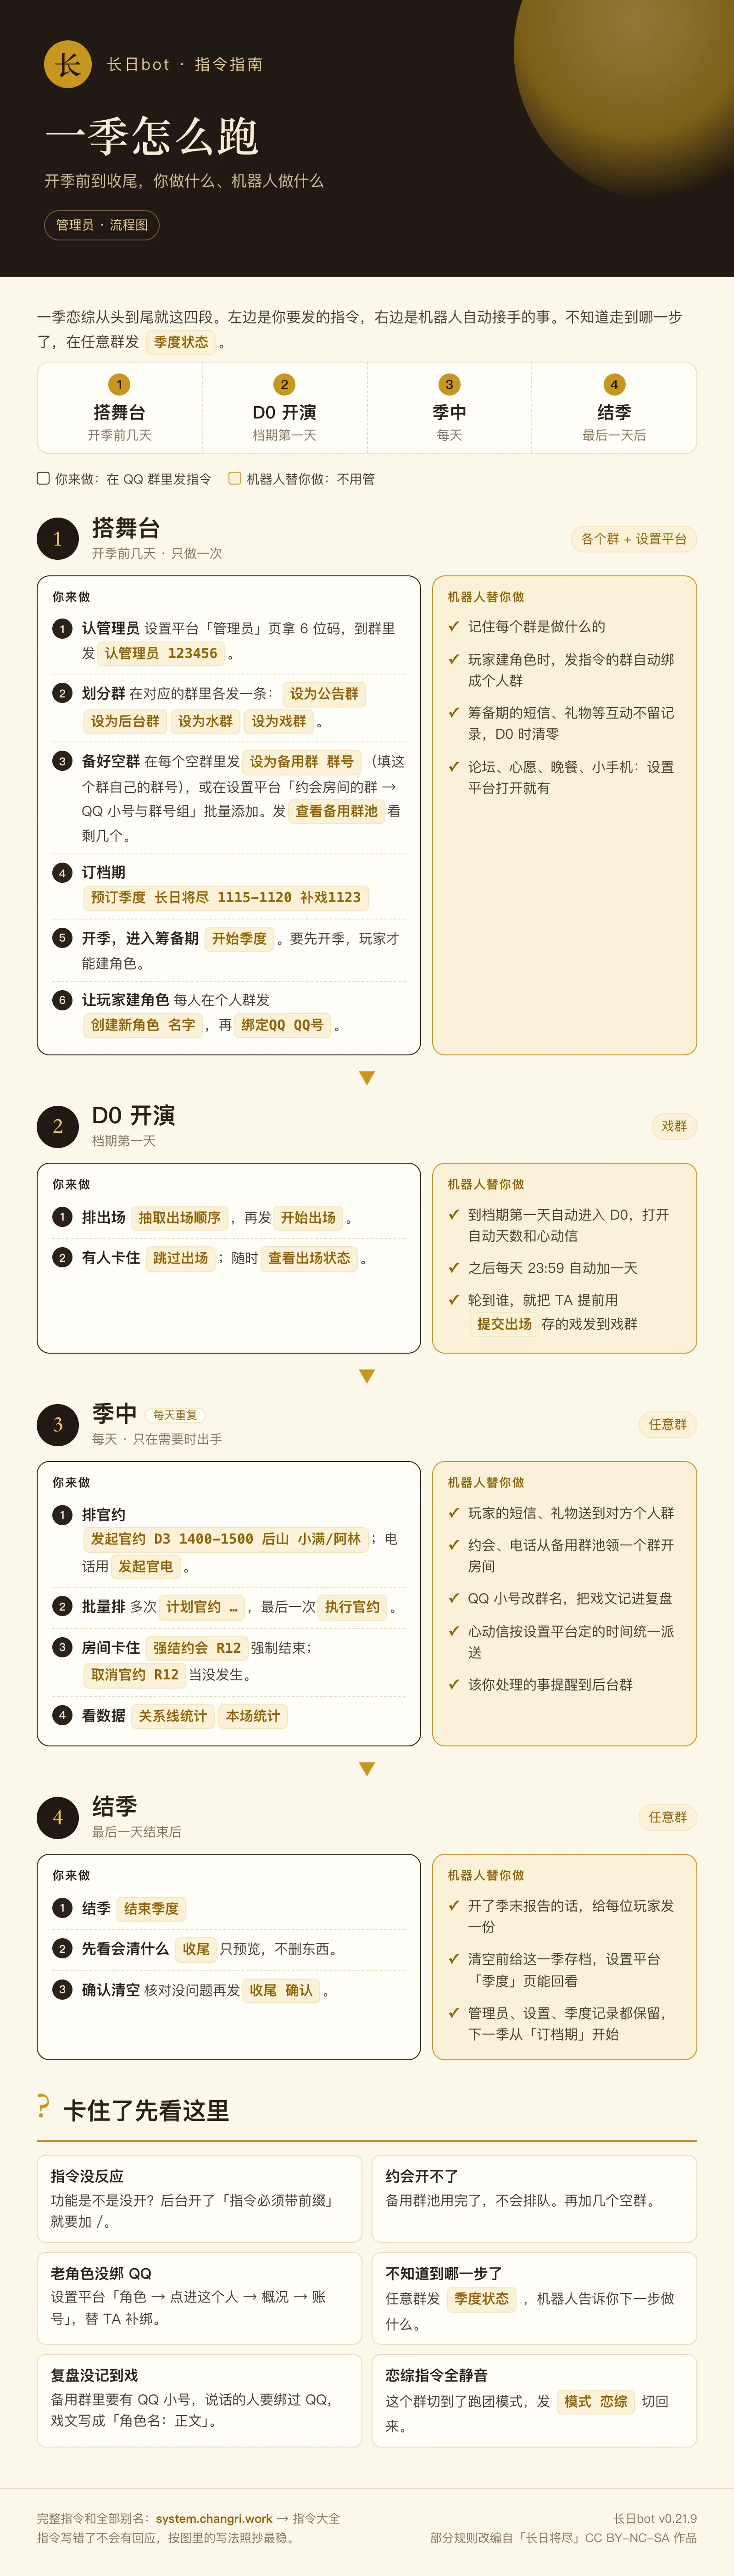 长 长日bot · 指令指南
一季怎么跑
开季前到收尾，你做什么、机器人做什么
管理员 · 流程图
一季恋综从头到尾就这四段。左边是你要发的指令，右边是机器人自动接手的事。不知道走到哪一步
了，在任意群发 季度状态 。
1 2 3 4
搭舞台 D0 开演 季中 结季
开季前几天 档期第一天 每天 最后一天后
你来做：在 QQ 群里发指令 机器人替你做：不用管
1 搭舞台
开季前几天 · 只做一次
各个群 + 设置平台
你来做
1 认管理员 设置平台「管理员」页拿 6 位码，到群里
发 认管理员 123456 。
2 划分群 在对应的群里各发一条： 设为公告群
设为后台群 设为水群 设为戏群 。
3 备好空群 在每个空群里发 设为备用群 群号 （填这
个群自己的群号），或在设置平台「约会房间的群 →
QQ 小号与群号组」批量添加。发 查看备用群池 看
剩几个。
4 订档期
预订季度 长日将尽 1115-1120 补戏1123
5 开季，进入筹备期 开始季度 。要先开季，玩家才
能建角色。
6 让玩家建角色 每人在个人群发
创建新角色 名字 ，再 绑定QQ QQ号 。
机器人替你做
✓ 记住每个群是做什么的
✓ 玩家建角色时，发指令的群自动绑
成个人群
✓ 筹备期的短信、礼物等互动不留记
录，D0 时清零
✓ 论坛、心愿、晚餐、小手机：设置
平台打开就有
▼
2 D0 开演
档期第一天
戏群
你来做
1 排出场 抽取出场顺序 ，再发 开始出场 。
2 有人卡住 跳过出场 ；随时 查看出场状态 。
机器人替你做
✓ 到档期第一天自动进入 D0，打开
自动天数和心动信
✓ 之后每天 23:59 自动加一天
✓ 轮到谁，就把 TA 提前用
提交出场 存的戏发到戏群
▼
3 季中 每天重复
每天 · 只在需要时出手
任意群
你来做
1 排官约
发起官约 D3 1400-1500 后山 小满/阿林 ；电
话用 发起官电 。
2 批量排 多次 计划官约 … ，最后一次 执行官约 。
3 房间卡住 强结约会 R12 强制结束；
取消官约 R12 当没发生。
4 看数据 关系线统计 本场统计
机器人替你做
✓ 玩家的短信、礼物送到对方个人群
✓ 约会、电话从备用群池领一个群开
房间
✓ QQ 小号改群名，把戏文记进复盘
✓ 心动信按设置平台定的时间统一派
送
✓ 该你处理的事提醒到后台群
▼
4 结季
最后一天结束后
任意群
你来做
1 结季 结束季度
2 先看会清什么 收尾 只预览，不删东西。
3 确认清空 核对没问题再发 收尾 确认 。
机器人替你做
✓ 开了季末报告的话，给每位玩家发
一份
✓ 清空前给这一季存档，设置平台
「季度」页能回看
✓ 管理员、设置、季度记录都保留，
下一季从「订档期」开始
? 卡住了先看这里
指令没反应
功能是不是没开？后台开了「指令必须带前缀」
就要加 /。
约会开不了
备用群池用完了，不会排队。再加几个空群。
老角色没绑 QQ
设置平台「角色 → 点进这个人 → 概况 → 账
号」，替 TA 补绑。
不知道到哪一步了
任意群发 季度状态 ，机器人告诉你下一步做
什么。
复盘没记到戏
备用群里要有 QQ 小号，说话的人要绑过 QQ，
戏文写成「角色名：正文」。
恋综指令全静音
这个群切到了跑团模式，发 模式 恋综 切回
来。
完整指令和全部别名：system.changri.work → 指令大全
指令写错了不会有回应，按图里的写法照抄最稳。
长日bot v0.21.9
部分规则改编自「长日将尽」CC BY-NC-SA 作品